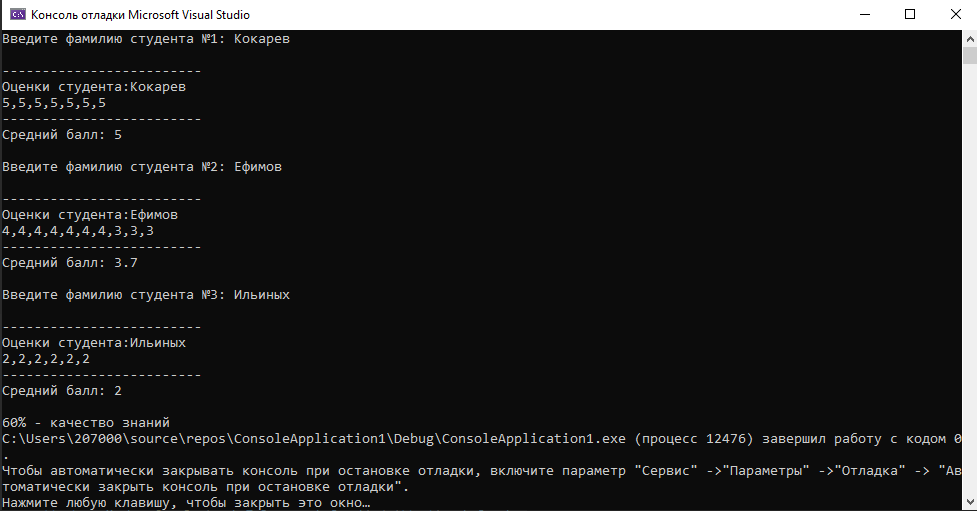 Консоль отладки Microsoft Visual Studio
Введите фамилию студента №1: Кокарев
-------------------------
Оценки студента:Кокарев
5,5,5,5,5,5,5
-------------------------
Средний балл: 5
Введите фамилию студента №2: Ефимов
-------------------------
Оценки студента:Ефимов
4,4,4,4,4,4,4,3,3,3
-------------------------
Средний балл: 3.7
Введите фамилию студента №3: Ильиных
-------------------------
Оценки студента:Ильиных
2,2,2,2,2,2
-------------------------
Средний балл: 2
60% - качество знаний
C:\Users\207000\source\repos\ConsoleApplication1\Debug\ConsoleApplication1.exe (процесс 12476) завершил работу с кодом 0
.
Чтобы автоматически закрывать консоль при остановке отладки, включите параметр "Сервис" ->"Параметры" ->"Отладка" -> "Ав
томатически закрыть консоль при остановке отладки".
Нажмите любую клавишу, чтобы закрыть это окно…